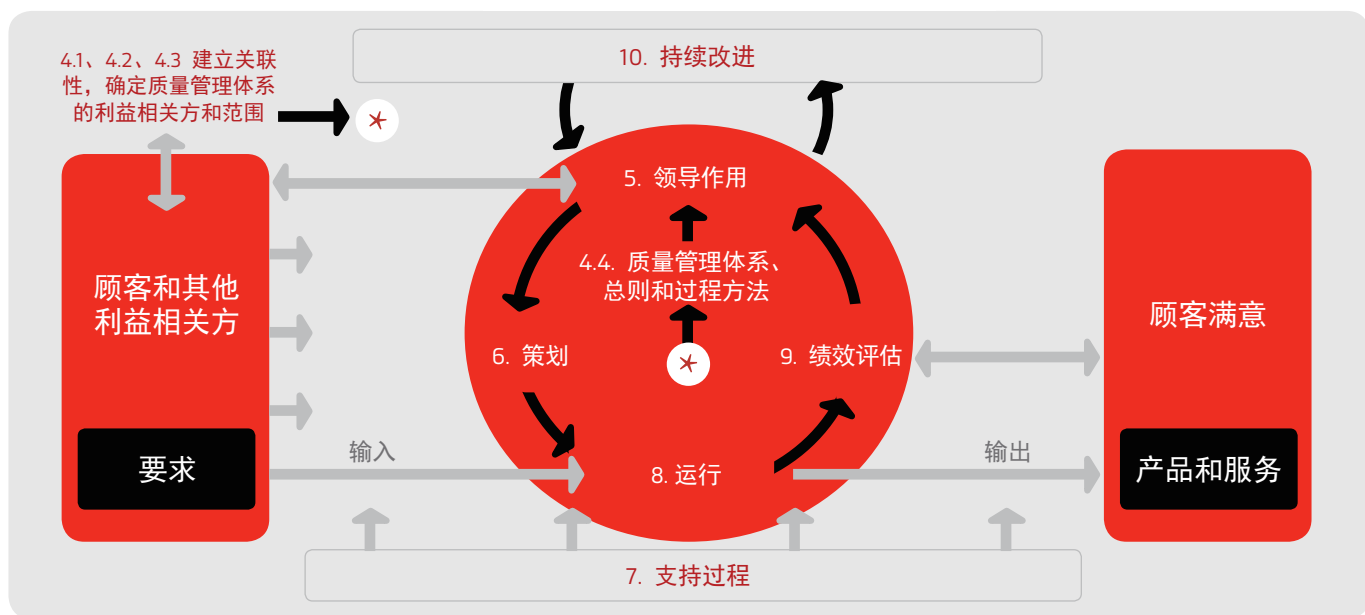 4.1、4.2、4.3 建立关联
性，确定质量管理体系
的利益相关方和范围
10. 持续改进
5. 领导作用
4.4. 质量管理体系、
总则和过程方法
顾客和其他
利益相关方
6. 策划
9. 绩效评估
顾客满意
要求
输入
8. 运行
输出
产品和服务
7. 支持过程